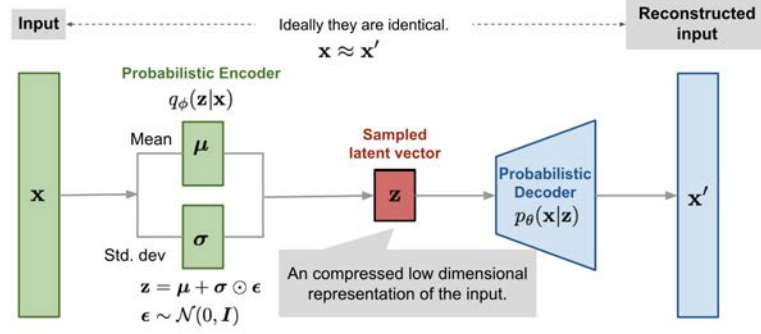 Input
Ideally they are identical.
x ≈ x′
Reconstructed
input
Probabilistic Encoder
qϕ(z|x)
Mean
μ
x
Std. dev
σ
z = μ + σ ⊙ ϵ
ϵ ∼ 𝒩(0, I)
Sampled
latent vector
z
An compressed low dimensional
representation of the input.
Probabilistic
Decoder
pθ(x|z)
x′